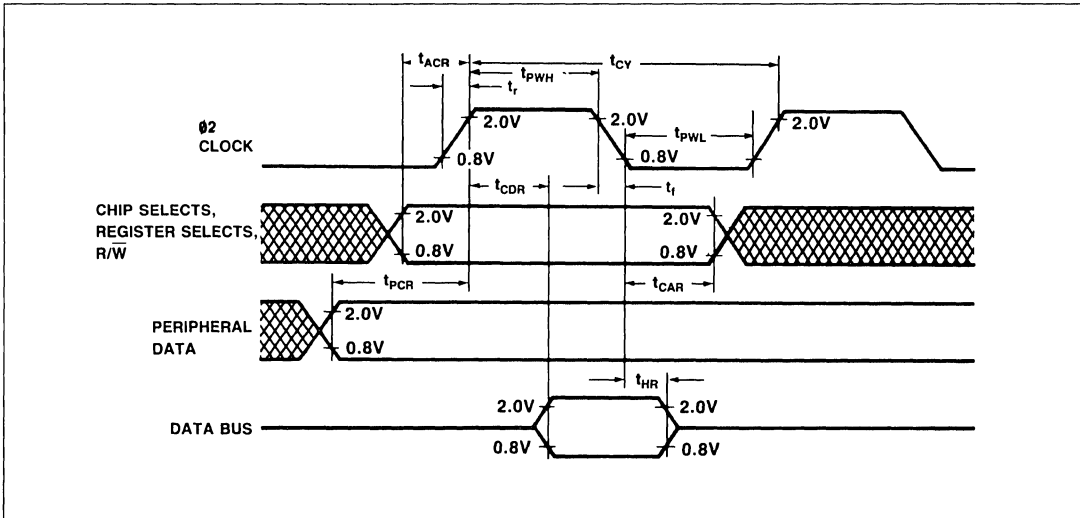 tACR
tCY
tPWH
tr
ø2
CLOCK
2.0V
2.0V
2.0V
0.8V
0.8V
tPWL
tCDR
tf
CHIP SELECTS,
REGISTER SELECTS,
R/W̅
2.0V
2.0V
0.8V
0.8V
tPCR
tCAR
PERIPHERAL
DATA
2.0V
0.8V
tHR
DATA BUS
2.0V
2.0V
0.8V
0.8V